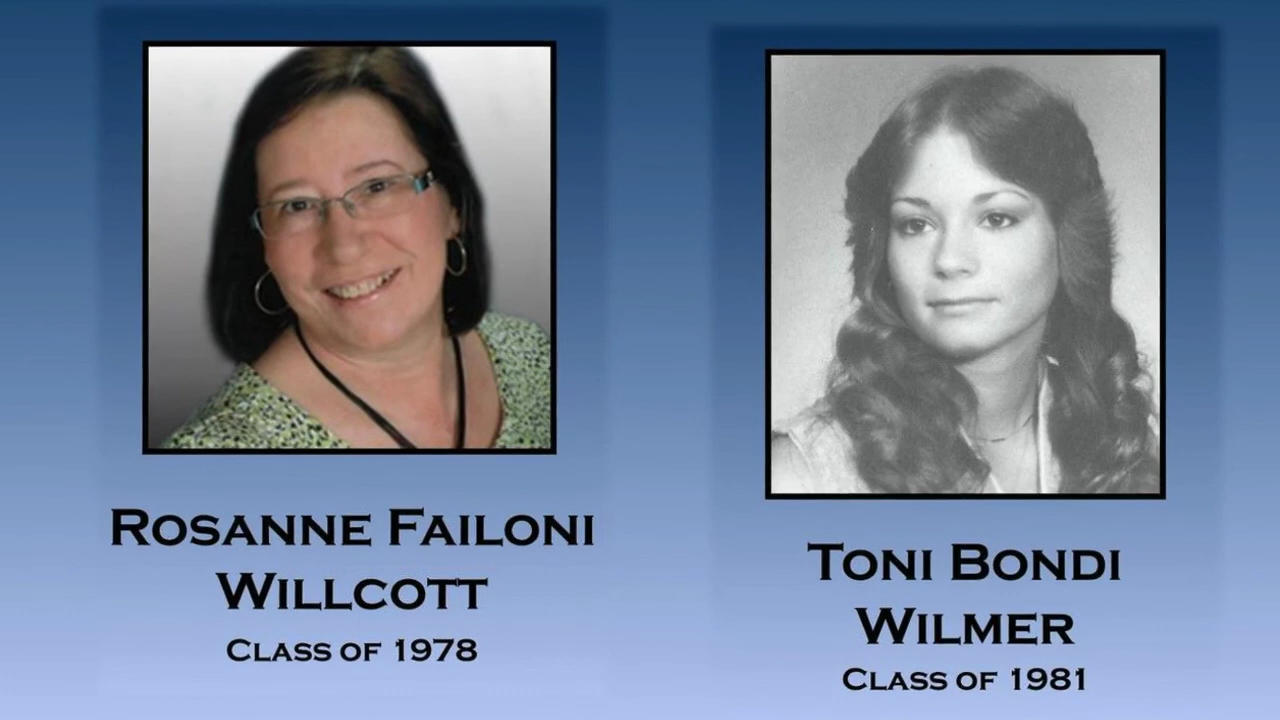 Rosanne Failoni
Willcott
Class of 1978
Toni Bondi
Wilmer
Class of 1981